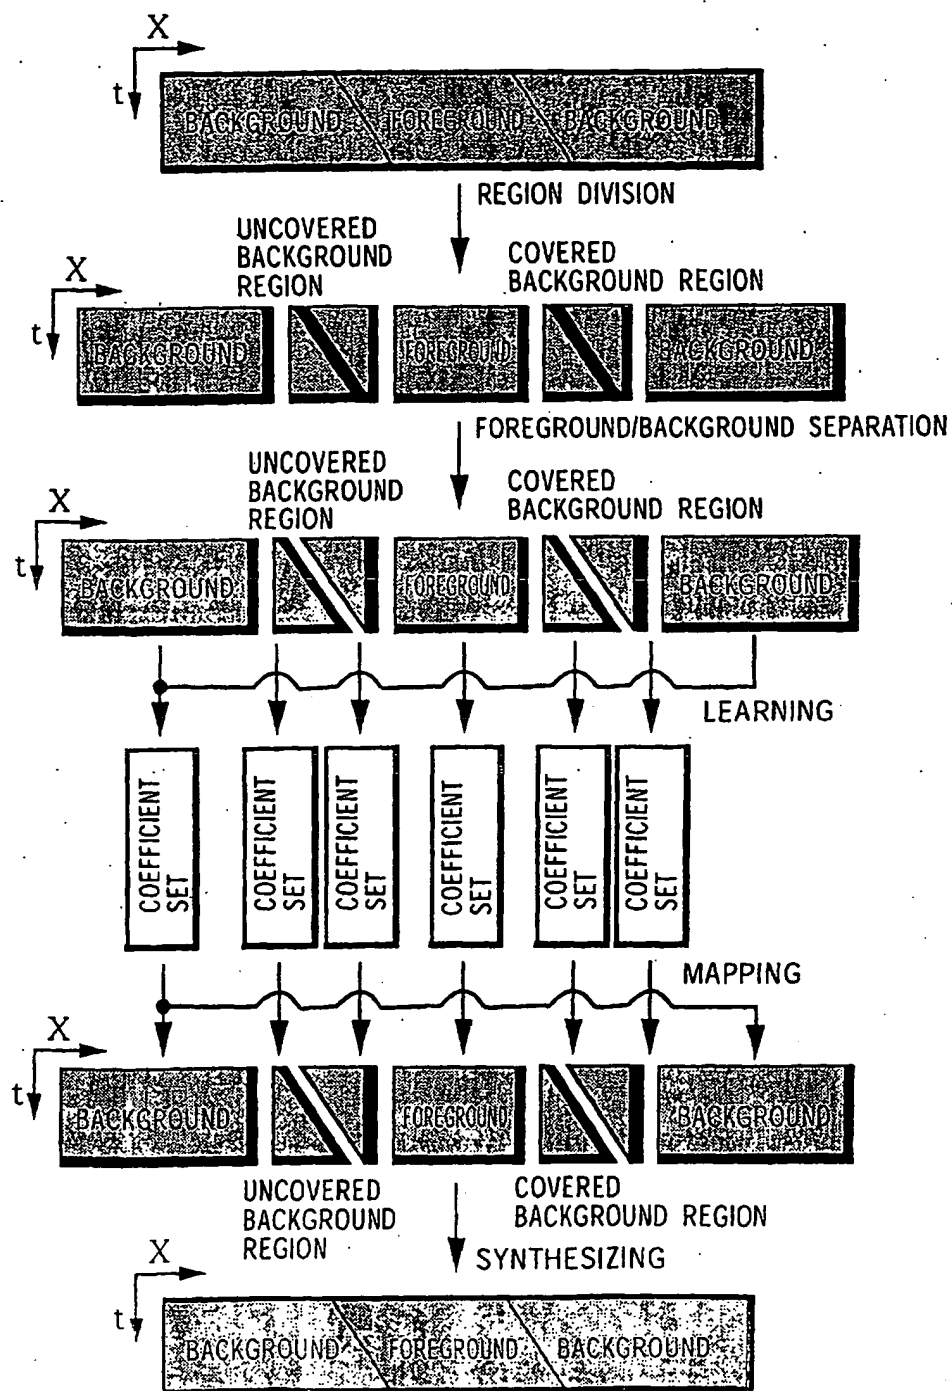 X
t
BACKGROUND FOREGROUND BACKGROUND
REGION DIVISION
UNCOVERED
BACKGROUND
REGION
COVERED
BACKGROUND REGION
X
t
BACKGROUND FOREGROUND BACKGROUND
FOREGROUND/BACKGROUND SEPARATION
UNCOVERED
BACKGROUND
REGION
COVERED
BACKGROUND REGION
X
t
BACKGROUND FOREGROUND BACKGROUND
LEARNING
COEFFICIENT
SET
COEFFICIENT
SET
COEFFICIENT
SET
COEFFICIENT
SET
COEFFICIENT
SET
COEFFICIENT
SET
MAPPING
X
t
BACKGROUND FOREGROUND BACKGROUND
UNCOVERED
BACKGROUND
REGION
COVERED
BACKGROUND REGION
SYNTHESIZING
X
t
BACKGROUND FOREGROUND BACKGROUND